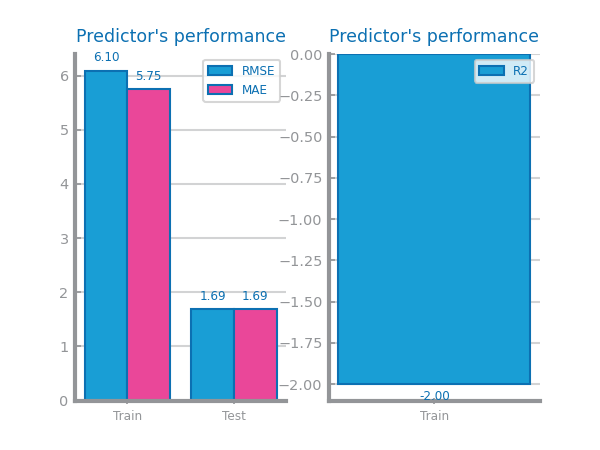 Predictor's performance
6.10
5.75
RMSE
MAE
6
5
4
3
2
1
0
1.69
1.69
Train
Test
Predictor's performance
R2
0.00
−0.25
−0.50
−0.75
−1.00
−1.25
−1.50
−1.75
−2.00
-2.00
Train